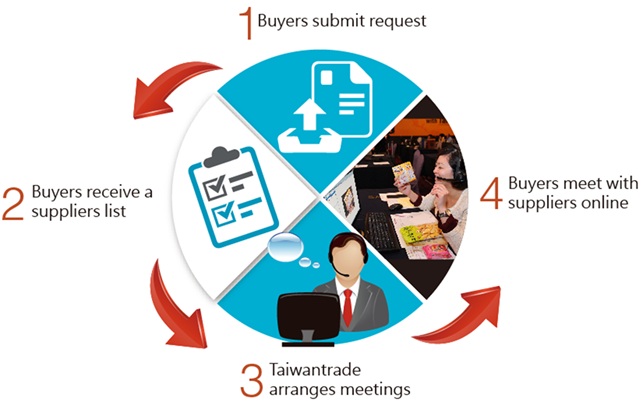 1 Buyers submit request
2 Buyers receive a
suppliers list
3 Taiwantrade
arranges meetings
4 Buyers meet with
suppliers online